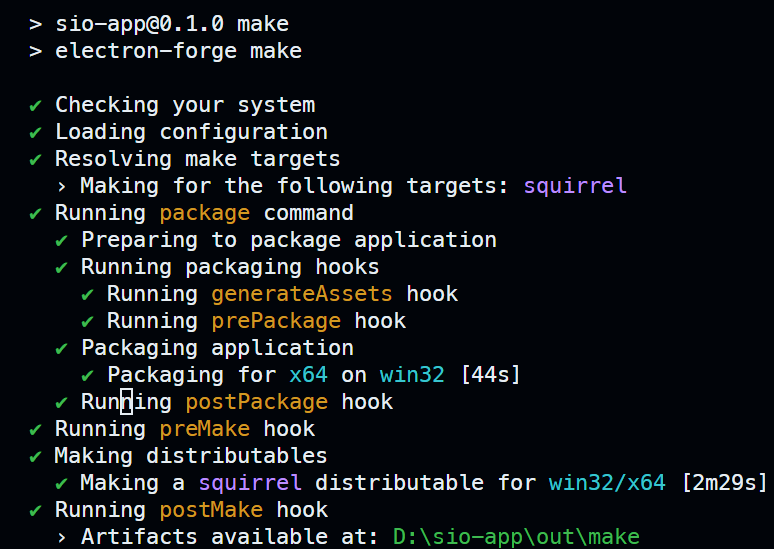 > sio-app@0.1.0 make
> electron-forge make
✔ Checking your system
✔ Loading configuration
✔ Resolving make targets
› Making for the following targets: squirrel
✔ Running package command
✔ Preparing to package application
✔ Running packaging hooks
✔ Running generateAssets hook
✔ Running prePackage hook
✔ Packaging application
✔ Packaging for x64 on win32 [44s]
✔ Running postPackage hook
✔ Running preMake hook
✔ Making distributables
✔ Making a squirrel distributable for win32/x64 [2m29s]
✔ Running postMake hook
› Artifacts available at: D:\sio-app\out\make